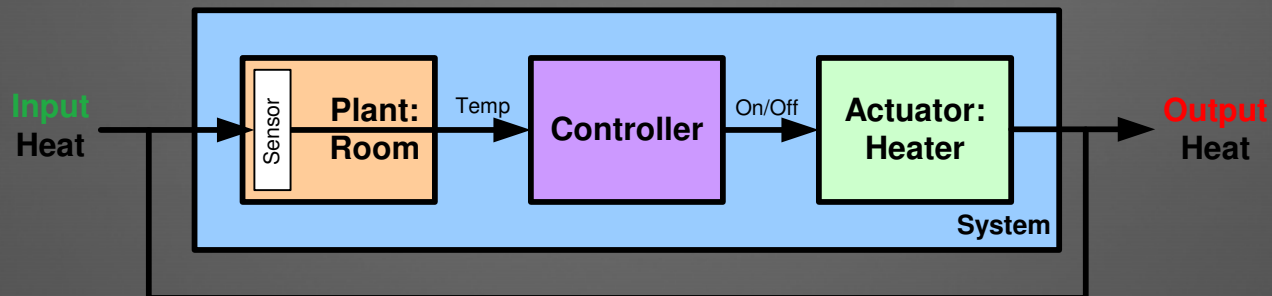 Input
Heat
Sensor
Plant:
Room
Temp
Controller
On/Off
Actuator:
Heater
Output
Heat
System